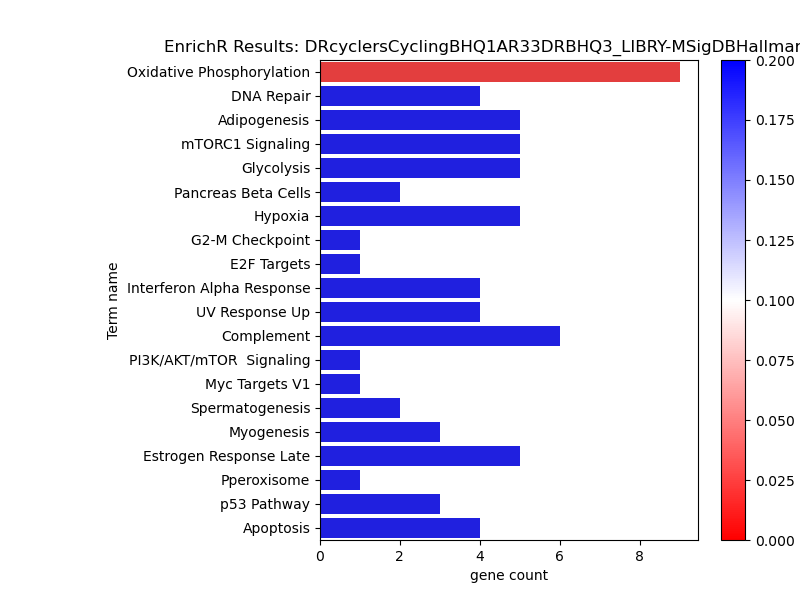 EnrichR Results: DRcyclersCyclingBHQ1AR33DRBHQ3_LIBRY-MSigDBHallmar
Oxidative Phosphorylation
DNA Repair
Adipogenesis
mTORC1 Signaling
Glycolysis
Pancreas Beta Cells
Hypoxia
G2-M Checkpoint
E2F Targets
Interferon Alpha Response
UV Response Up
Complement
PI3K/AKT/mTOR  Signaling
Myc Targets V1
Spermatogenesis
Myogenesis
Estrogen Response Late
Pperoxisome
p53 Pathway
Apoptosis
Term name
0 2 4 6 8
gene count
0.200
0.175
0.150
0.125
0.100
0.075
0.050
0.025
0.000